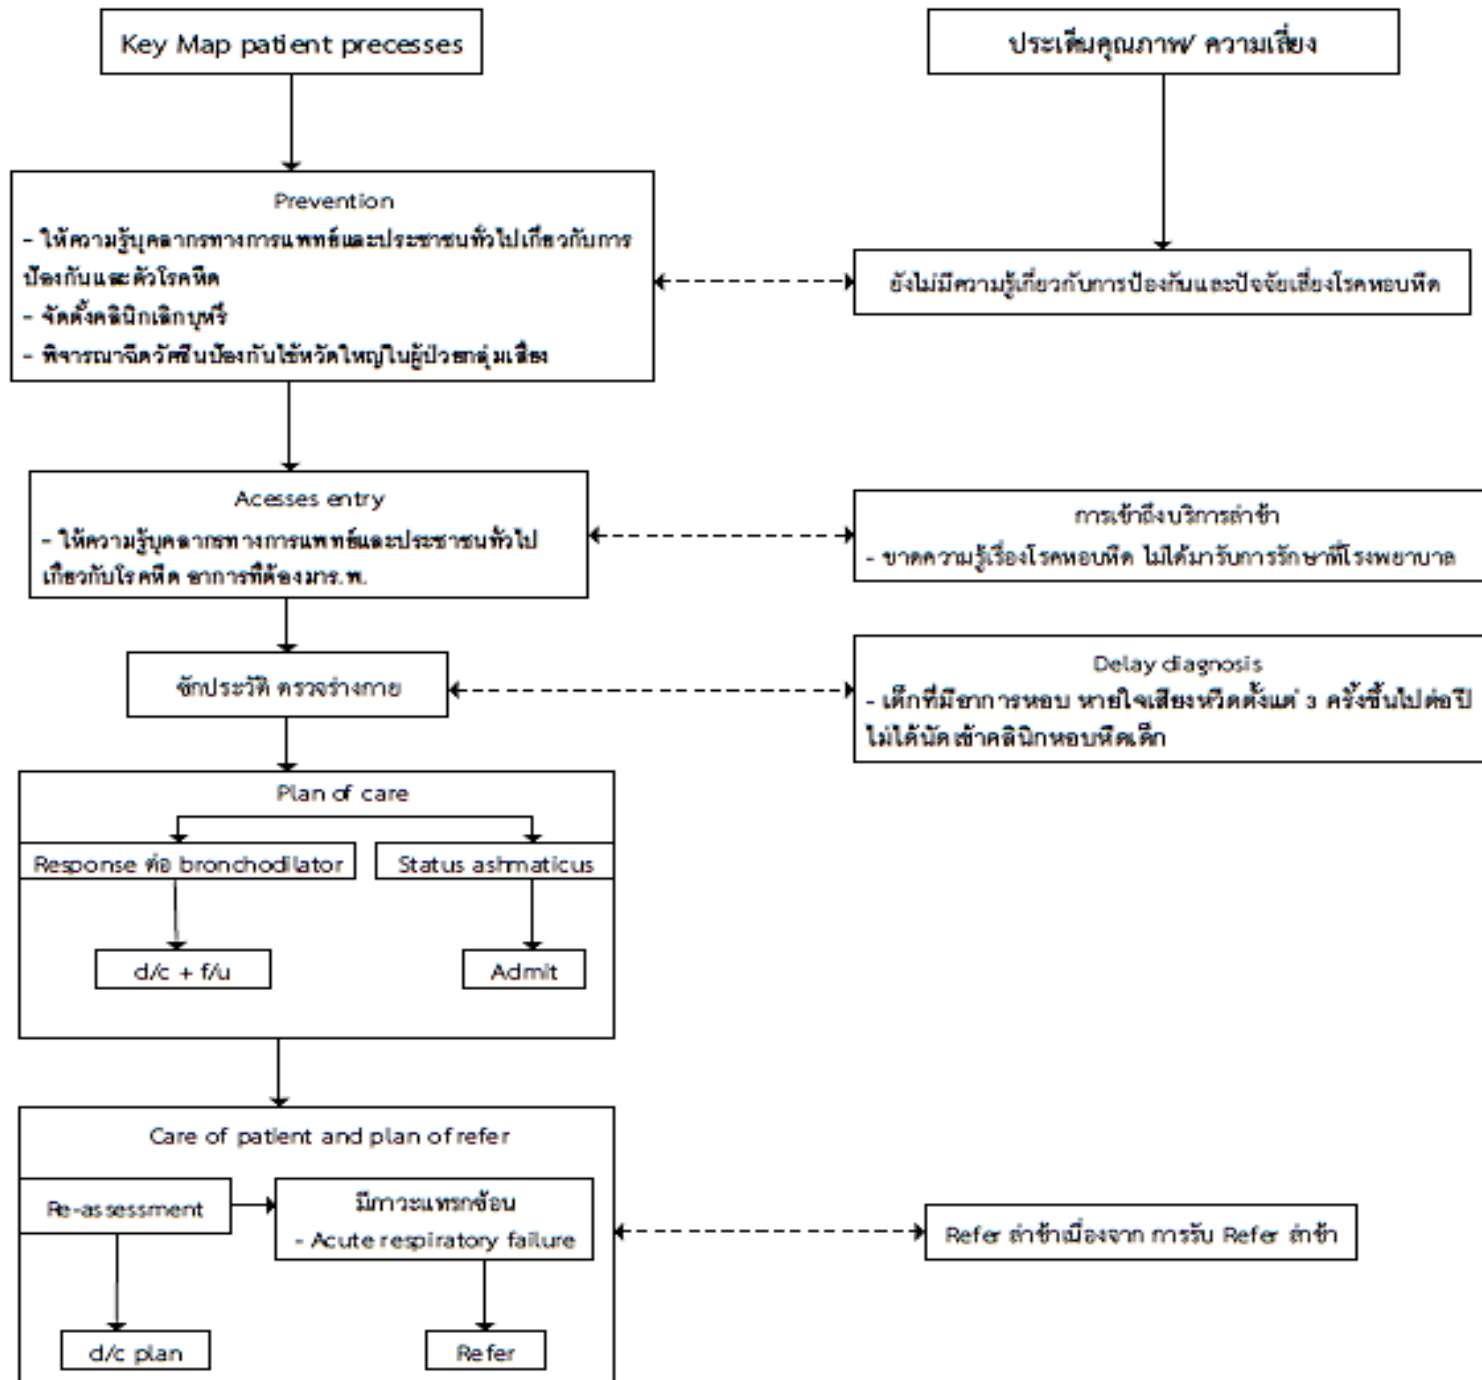 Key Map patient precesses
ประเด็นคุณภาพ/ ความเสี่ยง
Prevention
- ให้ความรู้บุคลากรทางการแพทย์และประชาชนทั่วไปเกี่ยวกับการ
ป้องกันและตัวโรคหืด
- จัดตั้งคลินิกเลิกบุหรี่
- พิจารณาฉีดวัคซีนป้องกันไข้หวัดใหญ่ในผู้ป่วยกลุ่มเสี่ยง
ยังไม่มีความรู้เกี่ยวกับการป้องกันและปัจจัยเสี่ยงโรคหอบหืด
Acesses entry
- ให้ความรู้บุคลากรทางการแพทย์และประชาชนทั่วไป
เกี่ยวกับโรคหืด อาการที่ต้องมาร.พ.
การเข้าถึงบริการล่าช้า
- ขาดความรู้เรื่องโรคหอบหืด ไม่ได้มารับการรักษาที่โรงพยาบาล
ซักประวัติ ตรวจร่างกาย
Delay diagnosis
- เด็กที่มีอาการหอบ หายใจเสียงหวีดตั้งแต่ 3 ครั้งขึ้นไปต่อปี
ไม่ได้นัดเข้าคลินิกหอบหืดเด็ก
Plan of care
Response ต่อ bronchodilator
Status ashmaticus
d/c + f/u
Admit
Care of patient and plan of refer
Re-assessment
มีภาวะแทรกซ้อน
- Acute respiratory failure
Refer ล่าช้าเนื่องจาก การรับ Refer ล่าช้า
d/c plan
Refer